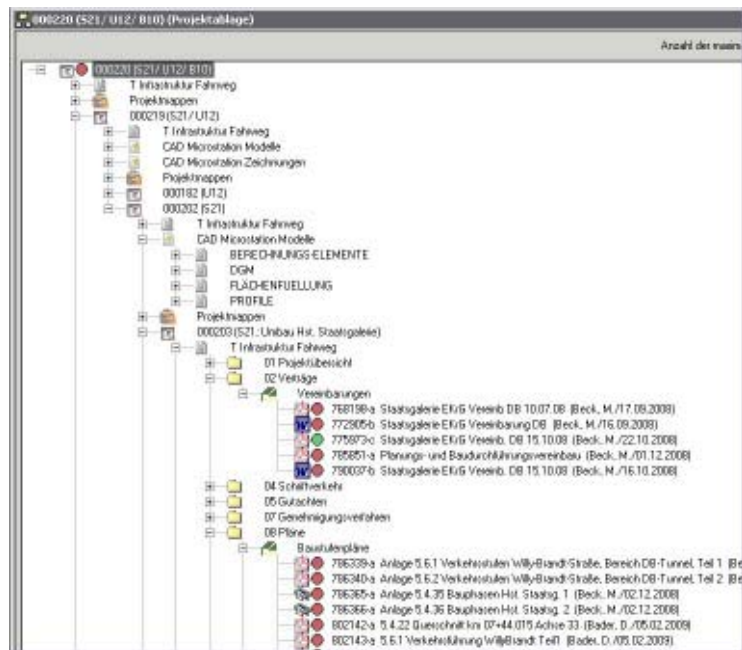 000220 (S21/ U12/ B10) (Projektablage)
Anzahl der maxim
000220 (S21/ U12/ B10)
T Infrastruktur Fahrweg
Projektmappen
000219 (S21/ U12)
T Infrastruktur Fahrweg
CAD Microstation Modelle
CAD Microstation Zeichnungen
Projektmappen
000182 (U12)
000202 (S21)
T Infrastruktur Fahrweg
CAD Microstation Modelle
BERECHNUNGS-ELEMENTE
DGM
FLÄCHENFUELLUNG
PROFILE
Projektmappen
000203 (S21.: Umbau Hst. Staatsgalerie)
T Infrastruktur Fahrweg
01 Projektübersicht
02 Verträge
Vereinbarungen
768198-a Staatsgalerie EKrG Vereinb. DB 10.07.08 (Beck, M./17.09.2008)
772905-b Staatsgalerie EKrG Vereinbarung DB (Beck, M./16.09.2008)
775973-c Staatsgalerie EKrG Vereinb. DB 15.10.08 (Beck, M./22.10.2008)
785851-a Planungs- und Baudurchführungsvereinbau (Beck, M./01.12.2008)
790037-b Staatsgalerie EKrG Vereinb. DB 15.10.08 (Beck, M./16.10.2008)
04 Schriftverkehr
05 Gutachten
07 Genehmigungsverfahren
08 Pläne
Baustufenpläne
786339-a Anlage 5.6.1 Verkehrsstufen Willy-Brandt-Straße, Bereich DB-Tunnel, Teil 1 (Be
786340-a Anlage 5.6.2 Verkehrsstufen Willy-Brandt-Straße, Bereich DB-Tunnel, Teil 2 (Be
786365-a Anlage 5.4.35 Bauphasen Hst. Staatsg. 1 (Beck, M./02.12.2008)
786366-a Anlage 5.4.36 Bauphasen Hst. Staatsg. 2 (Beck, M./02.12.2008)
802142-a 5.4.22 Querschnitt km 07+44.015 Achse 33 (Bader, D./05.02.2009)
802143-a 5.6.1 Verkehrsführung WillyBrandt Teil1 (Bader, D./05.02.2009)